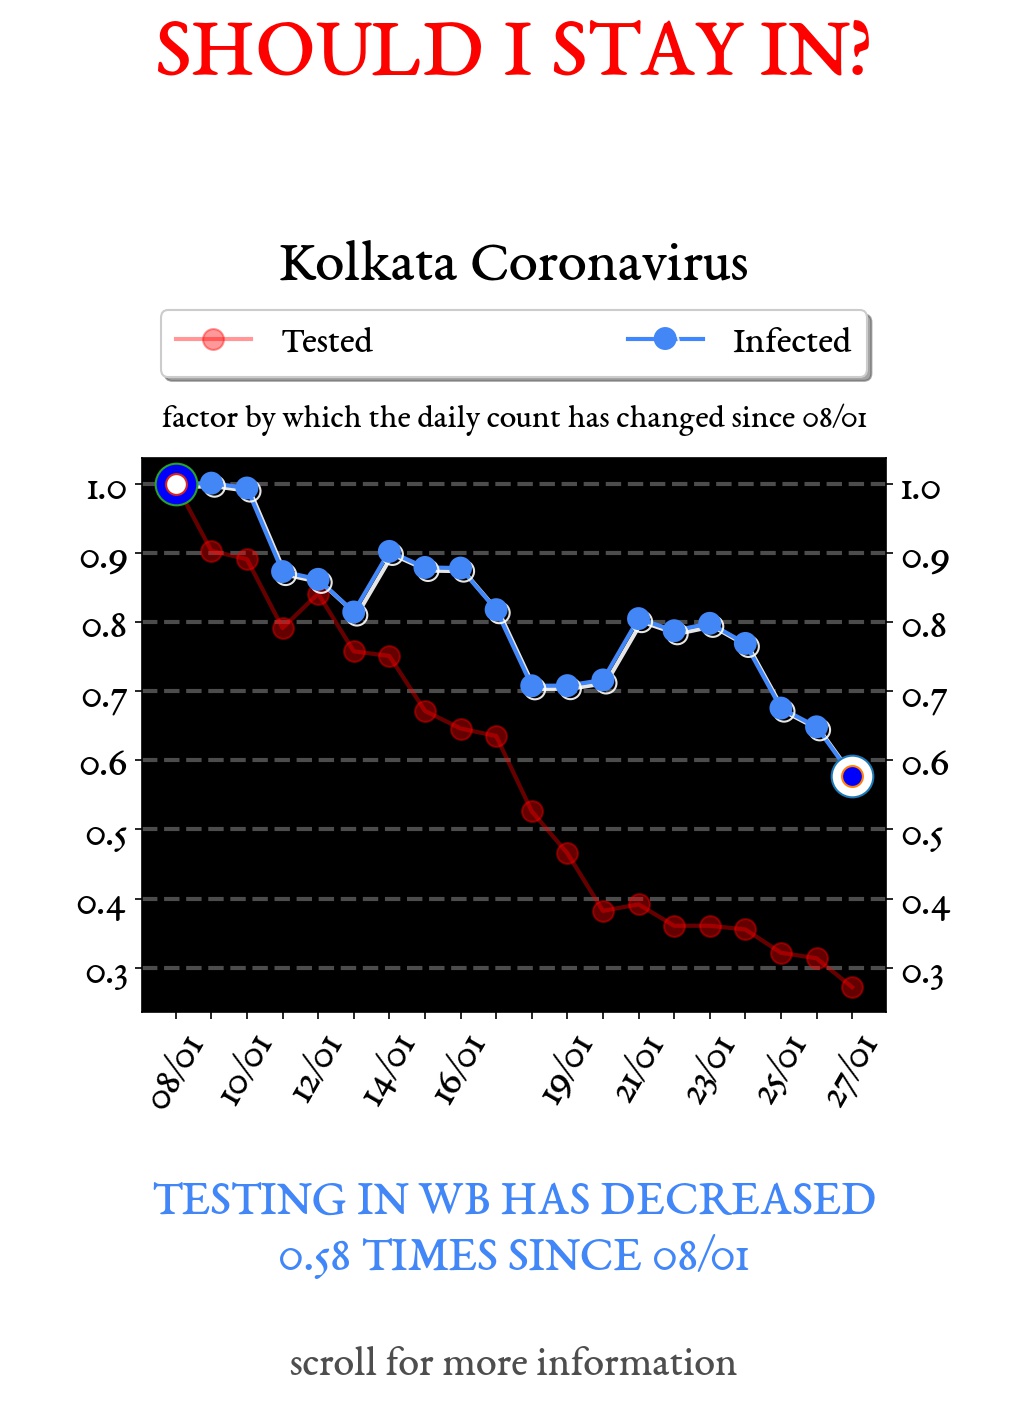 SHOULD I STAY IN?
Kolkata Coronavirus
Tested Infected
factor by which the daily count has changed since 08/01
1.0 1.0
0.9 0.9
0.8 0.8
0.7 0.7
0.6 0.6
0.5 0.5
0.4 0.4
0.3 0.3
08/01 10/01 12/01 14/01 16/01 19/01 21/01 23/01 25/01 27/01
TESTING IN WB HAS DECREASED
0.58 TIMES SINCE 08/01
scroll for more information